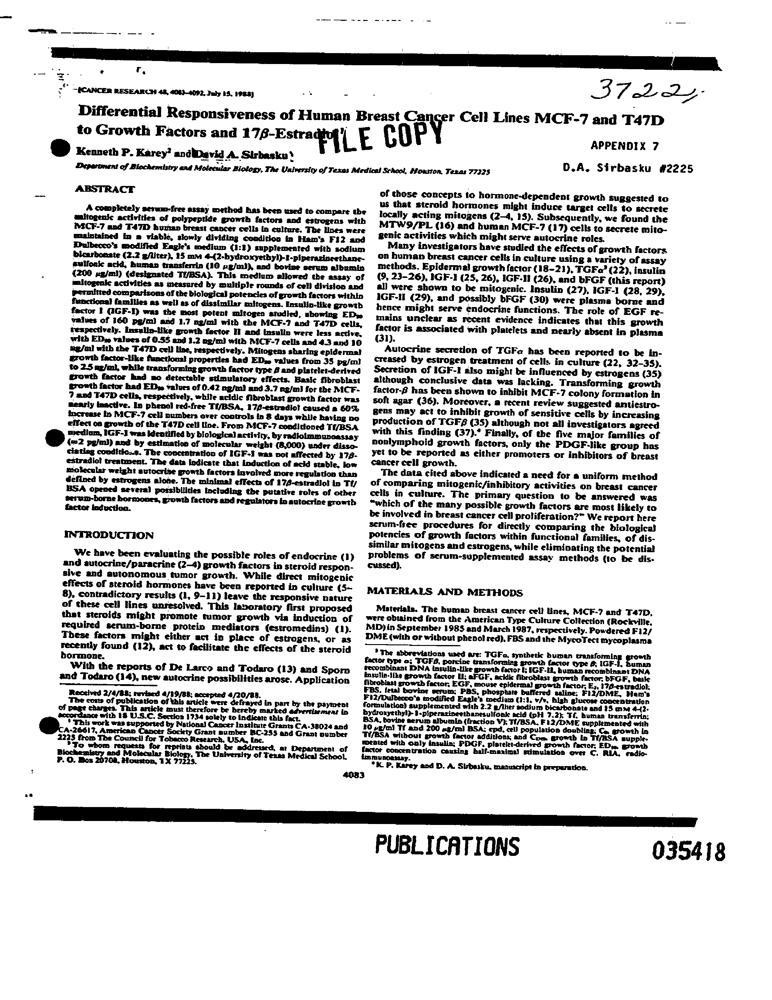 [CANCER RESEARCH 48, 4083-4092, July 15, 1988]
3722
Differential Responsiveness of Human Breast Cancer Cell Lines MCF-7 and T47D
to Growth Factors and 17β-Estradiol¹
FILE COPY
APPENDIX 7
Kenneth P. Karey² and David A. Sirbasku
D.A. Sirbasku #2225
Department of Biochemistry and Molecular Biology, The University of Texas Medical School, Houston, Texas 77225
ABSTRACT
A completely serum-free assay method has been used to compare the
mitogenic activities of polypeptide growth factors and estrogens with
MCF-7 and T47D human breast cancer cells in culture. The lines were
maintained in a viable, slowly dividing condition in Ham's F12 and
Dulbecco's modified Eagle's medium (1:1) supplemented with sodium
bicarbonate (2.2 g/liter), 15 mM 4-(2-hydroxyethyl)-1-piperazineethane-
sulfonic acid, human transferrin (10 µg/ml), and bovine serum albumin
(200 µg/ml) (designated Tf/BSA). This medium allowed the assay of
mitogenic activities as measured by multiple rounds of cell division and
permitted comparisons of the biological potencies of growth factors within
functional families as well as of dissimilar mitogens. Insulin-like growth
factor I (IGF-I) was the most potent mitogen studied, showing ED₅₀
values of 160 pg/ml and 1.7 ng/ml with the MCF-7 and T47D cells,
respectively. Insulin-like growth factor II and insulin were less active,
with ED₅₀ values of 0.55 and 1.2 ng/ml with MCF-7 cells and 4.3 and 10
ng/ml with the T47D cell line, respectively. Mitogens sharing epidermal
growth factor-like functional properties had ED₅₀ values from 35 pg/ml
to 2.5 ng/ml, while transforming growth factor type β and platelet-derived
growth factor had no detectable stimulatory effects. Basic fibroblast
growth factor had ED₅₀ values of 0.42 ng/ml and 3.7 ng/ml for the MCF-
7 and T47D cells, respectively, while acidic fibroblast growth factor was
nearly inactive. In phenol red-free Tf/BSA, 17β-estradiol caused a 60%
increase in MCF-7 cell numbers over controls in 8 days while having no
effect on growth of the T47D cell line. From MCF-7 conditioned Tf/BSA
medium, IGF-I was identified by biological activity, by radioimmunoassay
(≈2 pg/ml) and by estimation of molecular weight (8,000) under disso-
ciating conditions. The concentration of IGF-I was not affected by 17β-
estradiol treatment. The data indicate that induction of acid stable, low
molecular weight autocrine growth factors involved more regulation than
defined by estrogens alone. The minimal effects of 17β-estradiol in Tf/
BSA opened several possibilities including the putative roles of other
serum-borne hormones, growth factors and regulators in autocrine growth
factor induction.
INTRODUCTION
We have been evaluating the possible roles of endocrine (1)
and autocrine/paracrine (2–4) growth factors in steroid respon-
sive and autonomous tumor growth. While direct mitogenic
effects of steroid hormones have been reported in culture (5–
8), contradictory results (1, 9–11) leave the responsive nature
of these cell lines unresolved. This laboratory first proposed
that steroids might promote tumor growth via induction of
required serum-borne protein mediators (estromedins) (1).
These factors might either act in place of estrogens, or as
recently found (12), act to facilitate the effects of the steroid
hormone.
With the reports of De Larco and Todaro (13) and Sporn
and Todaro (14), new autocrine possibilities arose. Application
Received 2/4/88; revised 4/19/88; accepted 4/20/88.
The costs of publication of this article were defrayed in part by the payment
of page charges. This article must therefore be hereby marked advertisement in
accordance with 18 U.S.C. Section 1734 solely to indicate this fact.
¹ This work was supported by National Cancer Institute Grants CA-38024 and
CA-26617, American Cancer Society Grant number BC-255 and Grant number
2225 from The Council for Tobacco Research, USA, Inc.
² To whom requests for reprints should be addressed, at Department of
Biochemistry and Molecular Biology, The University of Texas Medical School,
P. O. Box 20708, Houston, TX 77225.
of those concepts to hormone-dependent growth suggested to
us that steroid hormones might induce target cells to secrete
locally acting mitogens (2–4, 15). Subsequently, we found the
MTW9/PL (16) and human MCF-7 (17) cells to secrete mito-
genic activities which might serve autocrine roles.
Many investigators have studied the effects of growth factors
on human breast cancer cells in culture using a variety of assay
methods. Epidermal growth factor (18–21), TGFα³ (22), insulin
(9, 23–26), IGF-I (25, 26), IGF-II (26), and bFGF (this report)
all were shown to be mitogenic. Insulin (27), IGF-I (28, 29),
IGF-II (29), and possibly bFGF (30) were plasma borne and
hence might serve endocrine functions. The role of EGF re-
mains unclear as recent evidence indicates that this growth
factor is associated with platelets and nearly absent in plasma
(31).
Autocrine secretion of TGFα has been reported to be in-
creased by estrogen treatment of cells in culture (22, 32–35).
Secretion of IGF-I also might be influenced by estrogens (35)
although conclusive data was lacking. Transforming growth
factor-β has been shown to inhibit MCF-7 colony formation in
soft agar (36). Moreover, a recent review suggested antiestro-
gens may act to inhibit growth of sensitive cells by increasing
production of TGFβ (35) although not all investigators agreed
with this finding (37).⁴ Finally, of the five major families of
nonlymphoid growth factors, only the PDGF-like group has
yet to be reported as either promoters or inhibitors of breast
cancer cell growth.
The data cited above indicated a need for a uniform method
of comparing mitogenic/inhibitory activities on breast cancer
cells in culture. The primary question to be answered was
"which of the many possible growth factors are most likely to
be involved in breast cancer cell proliferation?" We report here
serum-free procedures for directly comparing the biological
potencies of growth factors within functional families, of dis-
similar mitogens and estrogens, while eliminating the potential
problems of serum-supplemented assay methods (to be dis-
cussed).
MATERIALS AND METHODS
Materials. The human breast cancer cell lines, MCF-7 and T47D,
were obtained from the American Type Culture Collection (Rockville,
MD) in September 1985 and March 1987, respectively. Powdered F12/
DME (with or without phenol red), FBS and the MycoTect mycoplasma
³ The abbreviations used are: TGFα, synthetic human transforming growth
factor type α; TGFβ, porcine transforming growth factor type β; IGF-I, human
recombinant DNA insulin-like growth factor I; IGF-II, human recombinant DNA
insulin-like growth factor II; aFGF, acidic fibroblast growth factor; bFGF, basic
fibroblast growth factor; EGF, mouse epidermal growth factor; E₂, 17β-estradiol;
FBS, fetal bovine serum; PBS, phosphate buffered saline; F12/DME, Ham's
F12/Dulbecco's modified Eagle's medium (1:1, v/v, high glucose concentration
formulation) supplemented with 2.2 g/liter sodium bicarbonate and 15 mM 4-(2-
hydroxyethyl)-1-piperazineethanesulfonic acid (pH 7.2); Tf, human transferrin;
BSA, bovine serum albumin (fraction V); Tf/BSA, F12/DME supplemented with
10 µg/ml Tf and 200 µg/ml BSA; cpd, cell population doubling; growth in
Tf/BSA without growth factor additions; and growth in Tf/BSA supple-
mented with only insulin; PDGF, platelet-derived growth factor; ED₅₀, growth
factor concentration causing half-maximal stimulation over C. RIA, radio-
immunoassay.
⁴ K. P. Karey and D. A. Sirbasku, manuscript in preparation.
4083
PUBLICATIONS
035418